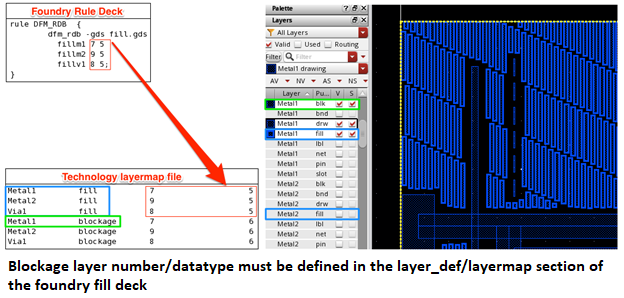 Foundry Rule Deck
rule DFM_RDB {
dfm_rdb -gds fill.gds
fillm1 7 5
fillm2 9 5
fillv1 8 5;
}
Technology layermap file
Metal1 fill 7 5
Metal2 fill 9 5
Via1 fill 8 5
Metal1 blockage 7 6
Metal2 blockage 9 6
Via1 blockage 8 6
Palette
Layers
All Layers
Valid Used Routing
Filter Filter
Metal1 drawing
AV NV AS NS
Layer Pu... V S
Metal1 blk
Metal1 bnd
Metal1 drw
Metal1 fill
Metal1 lbl
Metal1 net
Metal1 pin
Metal1 slot
Metal2 blk
Metal2 bnd
Metal2 drw
Metal2 fill
Metal2 lbl
Metal2 net
Metal2 pin
Blockage layer number/datatype must be defined in the layer_def/layermap section of
the foundry fill deck